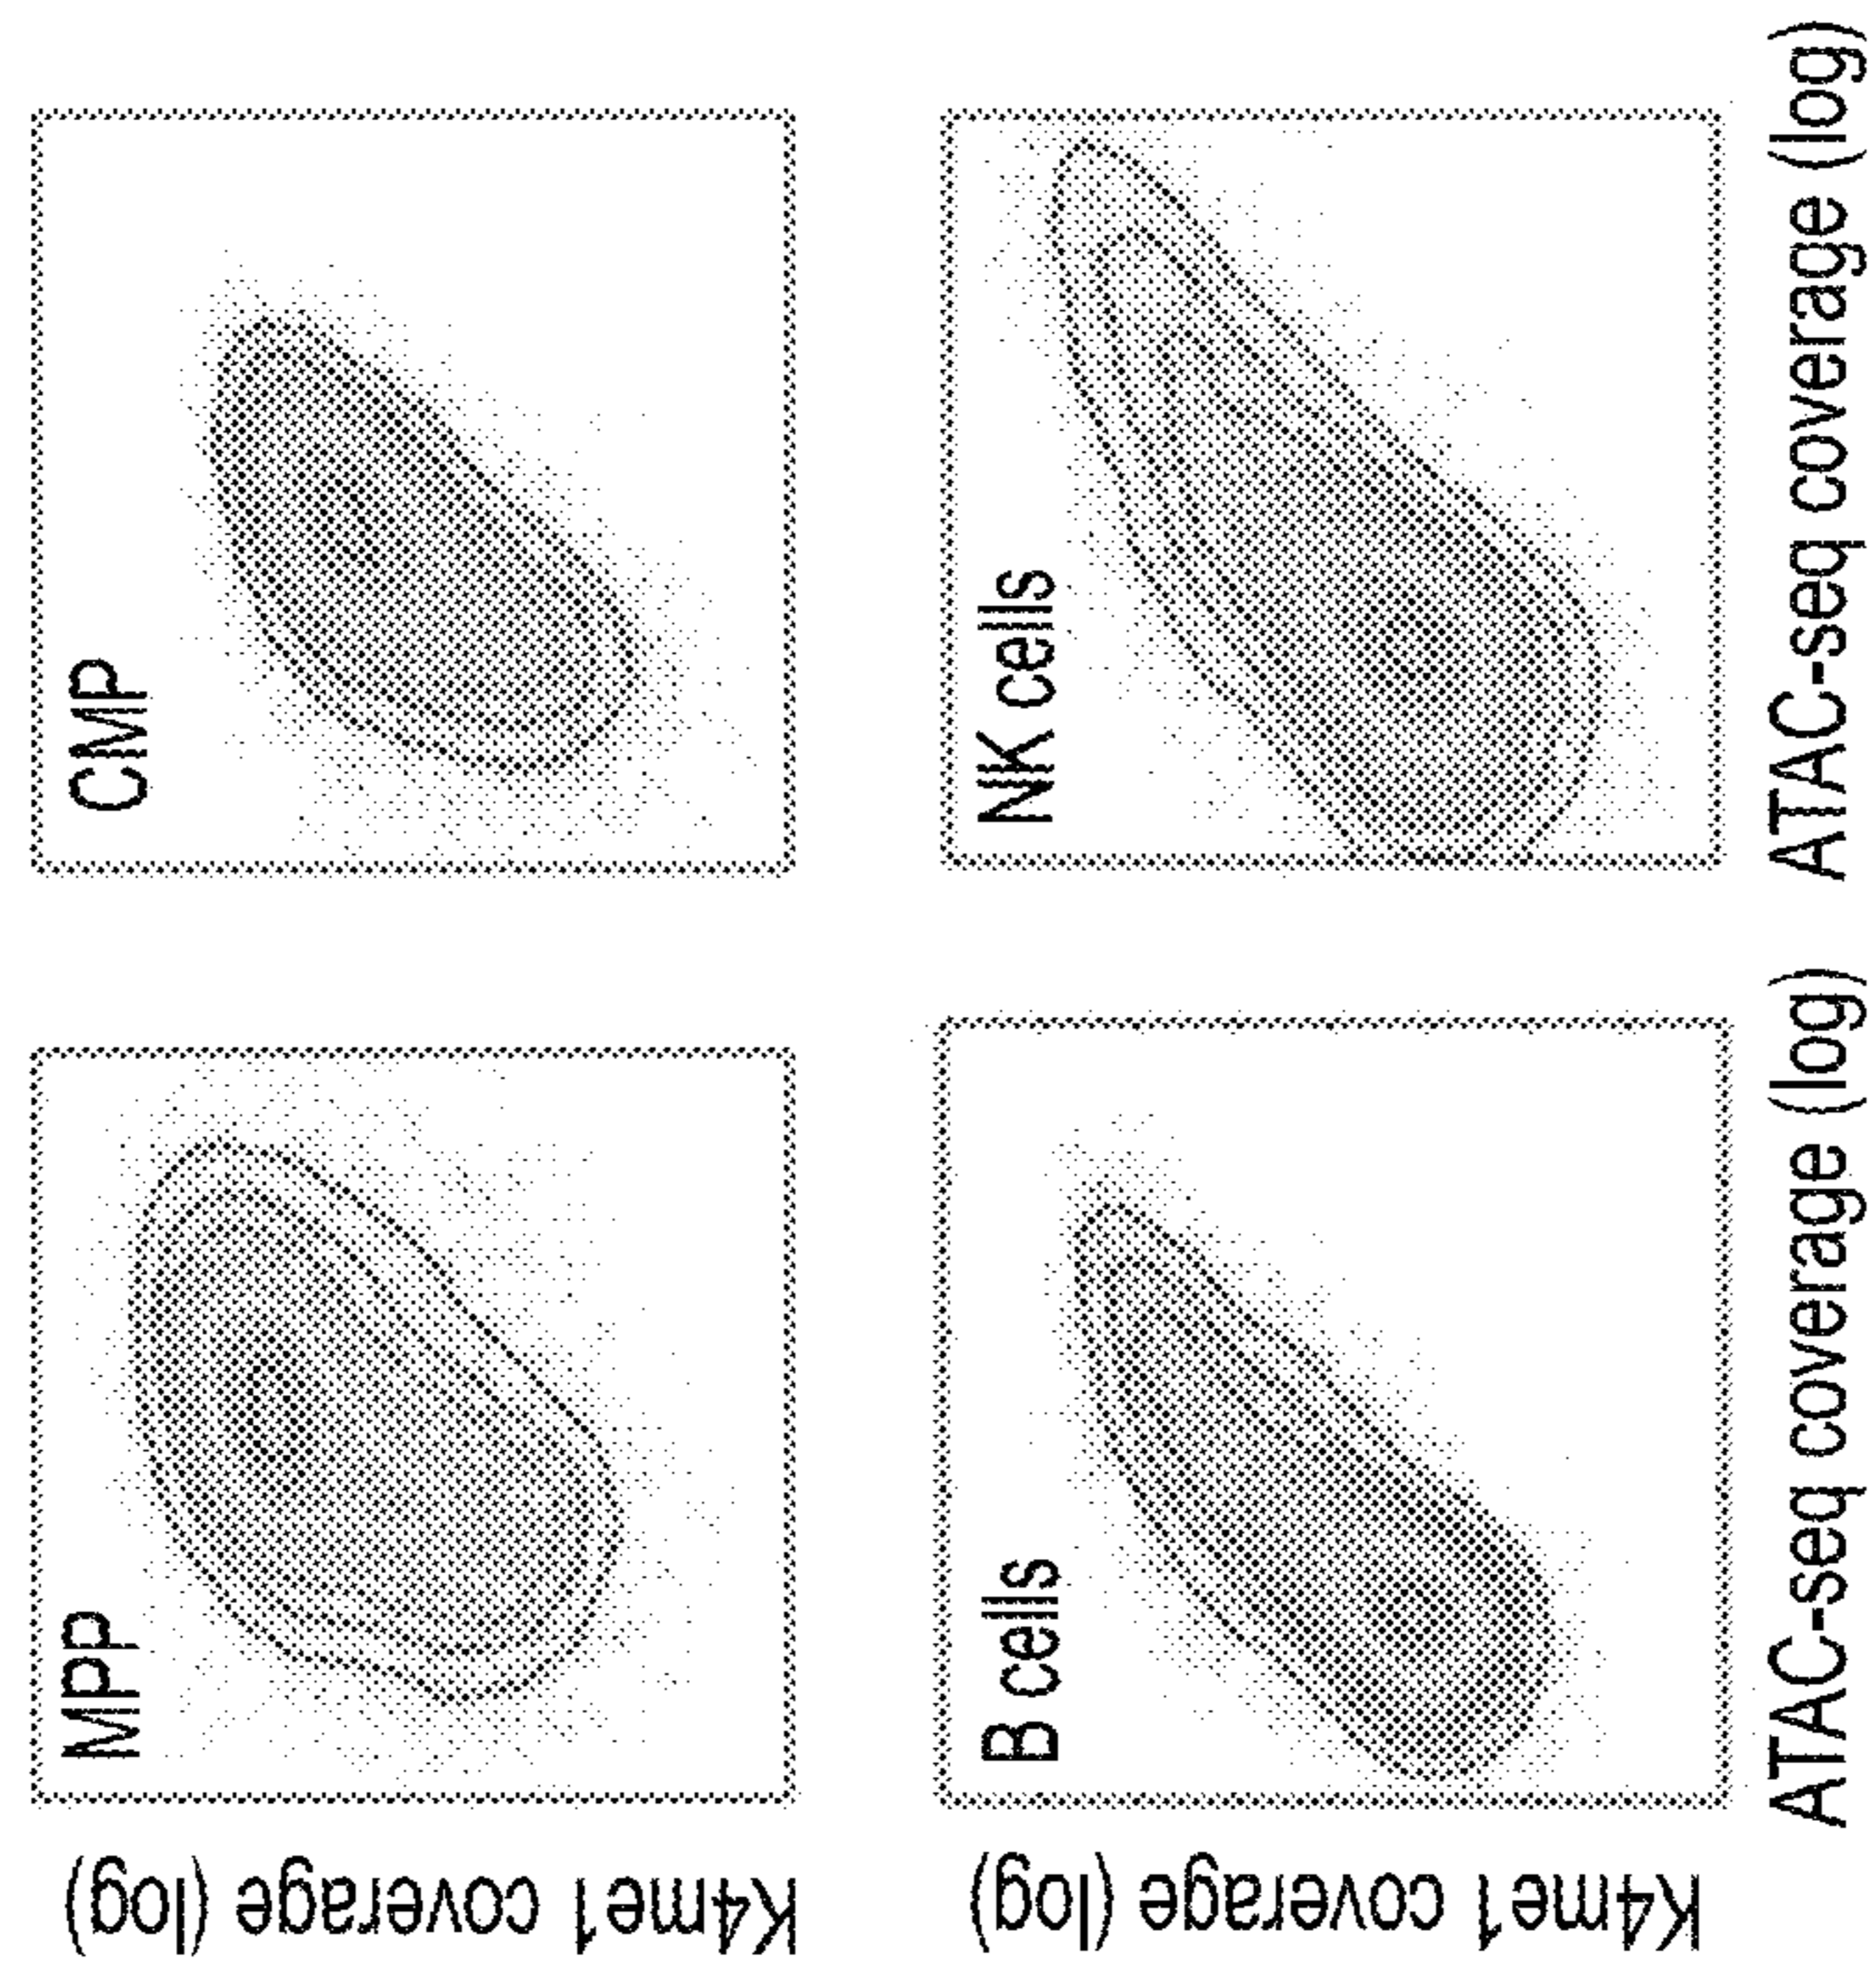 MPP
CMP
K4me1 coverage (log)
B cells
NK cells
K4me1 coverage (log)
ATAC-seq coverage (log)
ATAC-seq coverage (log)